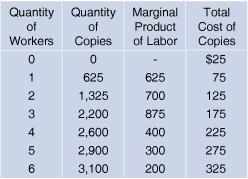 Quantity of Workers | Quantity of Copies | Marginal Product of Labor | Total Cost of Copies
0 | 0 | - | $25
1 | 625 | 625 | 75
2 | 1,325 | 700 | 125
3 | 2,200 | 875 | 175
4 | 2,600 | 400 | 225
5 | 2,900 | 300 | 275
6 | 3,100 | 200 | 325